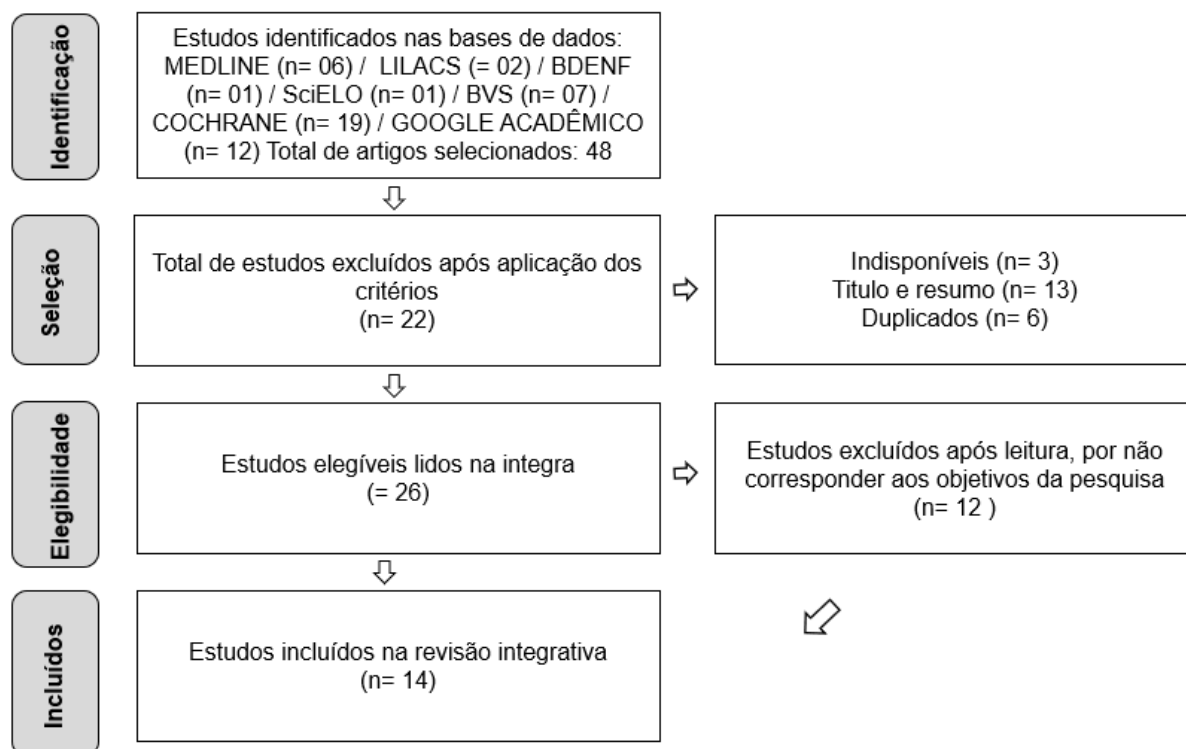 Identificação
Estudos identificados nas bases de dados:
MEDLINE (n= 06) / LILACS (= 02) / BDENF
(n= 01) / SciELO (n= 01) / BVS (n= 07) /
COCHRANE (n= 19) / GOOGLE ACADÊMICO
(n= 12) Total de artigos selecionados: 48
Seleção
Total de estudos excluídos após aplicação dos
critérios
(n= 22)
Indisponíveis (n= 3)
Titulo e resumo (n= 13)
Duplicados (n= 6)
Elegibilidade
Estudos elegíveis lidos na integra
(= 26)
Estudos excluídos após leitura, por não
corresponder aos objetivos da pesquisa
(n= 12 )
Incluídos
Estudos incluídos na revisão integrativa
(n= 14)